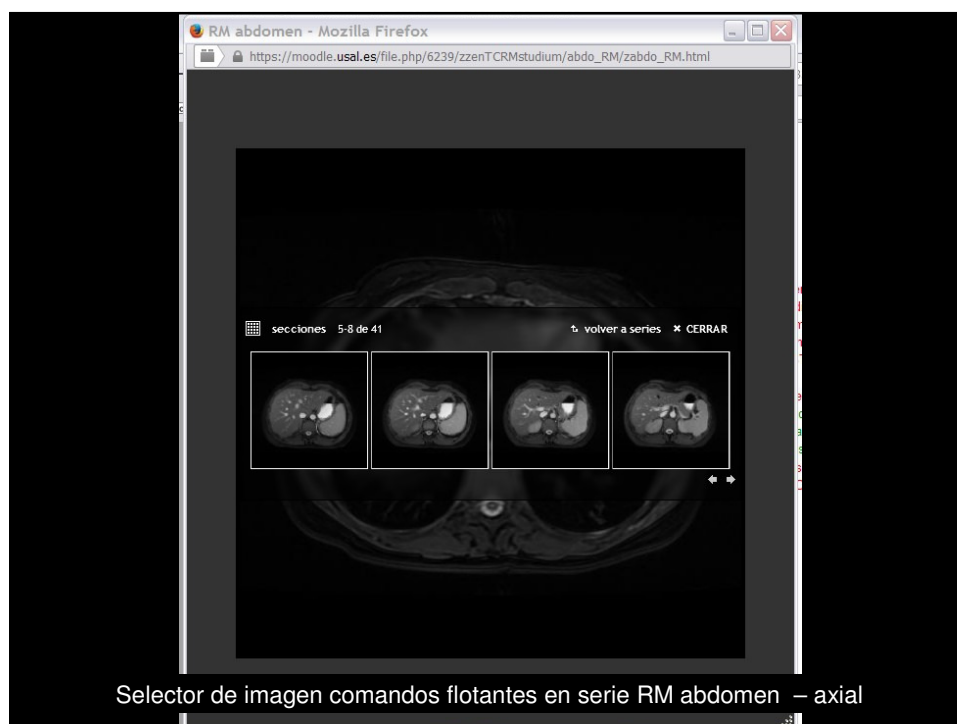 RM abdomen - Mozilla Firefox
https://moodle.usal.es/file.php/6239/zzenTCRMstudium/abdo_RM/zabdo_RM.html
secciones 5-8 de 41 volver a series × CERRAR
Selector de imagen comandos flotantes en serie RM abdomen – axial